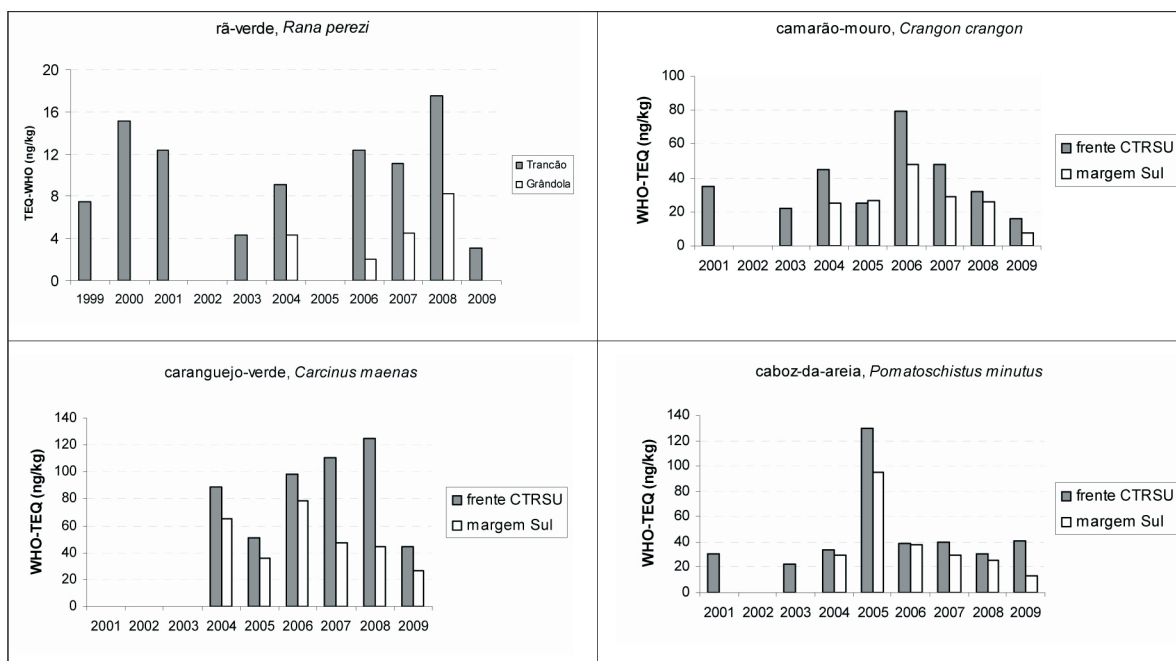 rã-verde, Rana perezi
TEQ-WHO (ng/kg)
20
16
12
8
4
0
1999 2000 2001 2002 2003 2004 2005 2006 2007 2008 2009
Trancão
Grândola
camarão-mouro, Crangon crangon
WHO-TEQ (ng/kg)
100
80
60
40
20
0
2001 2002 2003 2004 2005 2006 2007 2008 2009
frente CTRSU
margem Sul
caranguejo-verde, Carcinus maenas
WHO-TEQ (ng/kg)
140
120
100
80
60
40
20
0
2001 2002 2003 2004 2005 2006 2007 2008 2009
frente CTRSU
margem Sul
caboz-da-areia, Pomatoschistus minutus
WHO-TEQ (ng/kg)
140
120
100
80
60
40
20
0
2001 2002 2003 2004 2005 2006 2007 2008 2009
frente CTRSU
margem Sul